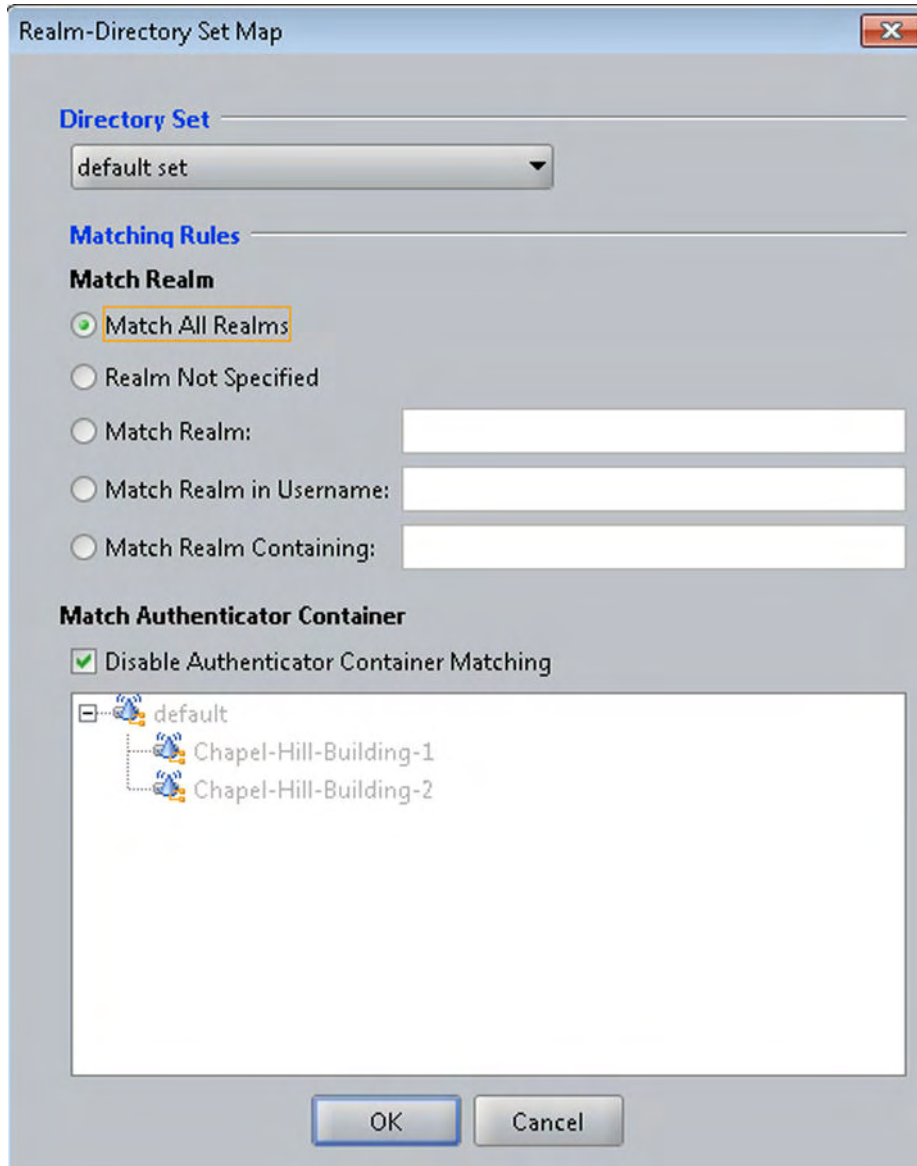 Realm-Directory Set Map
Directory Set
default set
Matching Rules
Match Realm
Match All Realms
Realm Not Specified
Match Realm:
Match Realm in Username:
Match Realm Containing:
Match Authenticator Container
Disable Authenticator Container Matching
default
Chapel-Hill-Building-1
Chapel-Hill-Building-2
OK Cancel